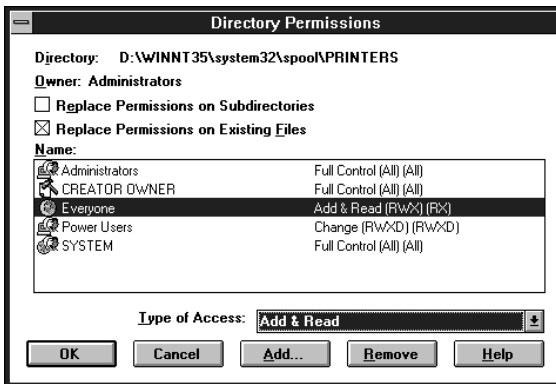 Directory Permissions
Directory: D:\WINNT35\system32\spool\PRINTERS
Owner: Administrators
Replace Permissions on Subdirectories
Replace Permissions on Existing Files
Name:
Administrators Full Control (All) (All)
CREATOR OWNER Full Control (All) (All)
Everyone Add & Read (RWX) (RX)
Power Users Change (RWXD) (RWXD)
SYSTEM Full Control (All) (All)
Type of Access: Add & Read
OK Cancel Add... Remove Help